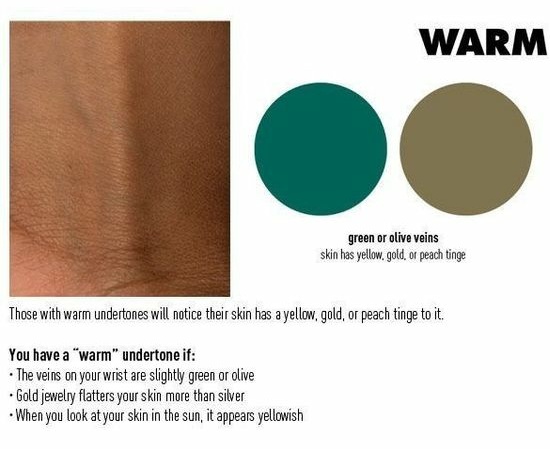 WARM
green or olive veins
skin has yellow, gold, or peach tinge
Those with warm undertones will notice their skin has a yellow, gold, or peach tinge to it.
You have a "warm" undertone if:
• The veins on your wrist are slightly green or olive
• Gold jewelry flatters your skin more than silver
• When you look at your skin in the sun, it appears yellowish